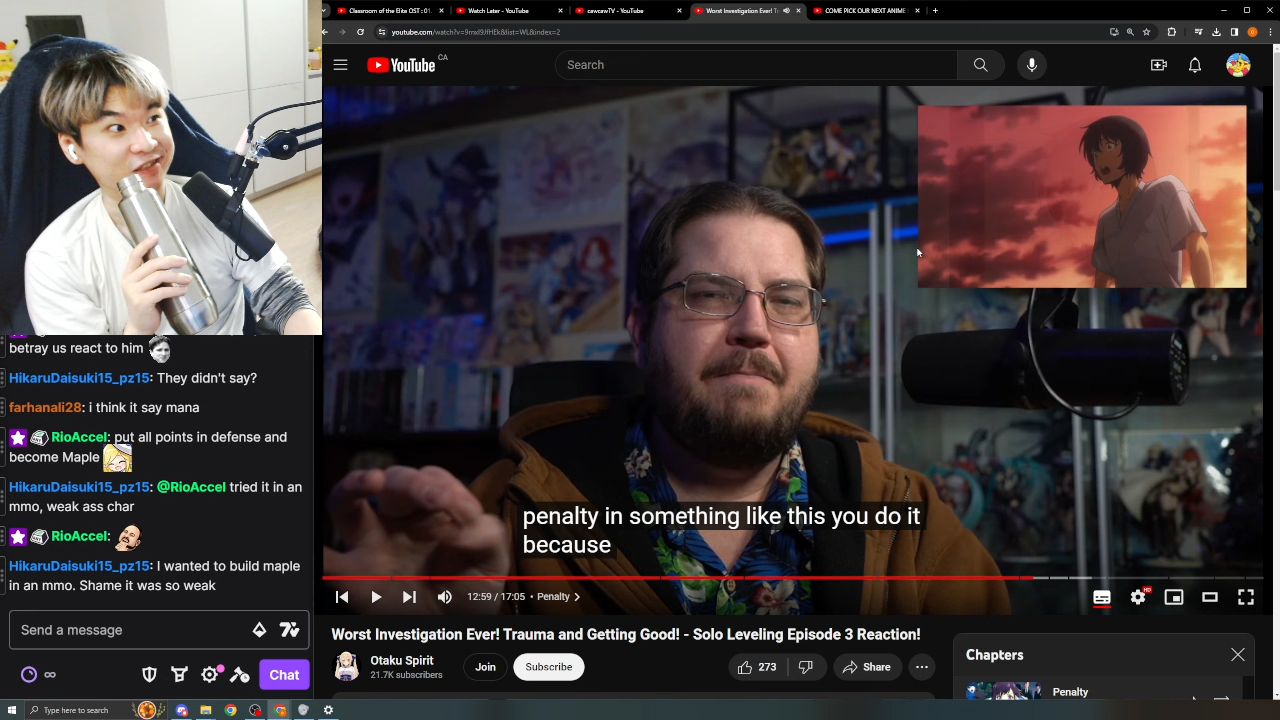 Classroom of the Elite OST : 01.
Watch Later - YouTube
cawcawTV - YouTube
Worst Investigation Ever! Tr
COME PICK OUR NEXT ANIME
youtube.com/watch?v=9mxl9JfHEk&list=WL&index=2
YouTube CA
Search
betray us react to him
HikaruDaisuki15_pz15: They didn't say?
farhanali28: i think it say mana
RioAccel: put all points in defense and
become Maple
HikaruDaisuki15_pz15: @RioAccel tried it in an
mmo, weak ass char
RioAccel:
HikaruDaisuki15_pz15: I wanted to build maple
in an mmo. Shame it was so weak
Send a message
Chat
penalty in something like this you do it
because
12:59 / 17:05 • Penalty
HD
Worst Investigation Ever! Trauma and Getting Good! - Solo Leveling Episode 3 Reaction!
Otaku Spirit
21.7K subscribers
Join
Subscribe
273
Share
Chapters
Penalty
Type here to search